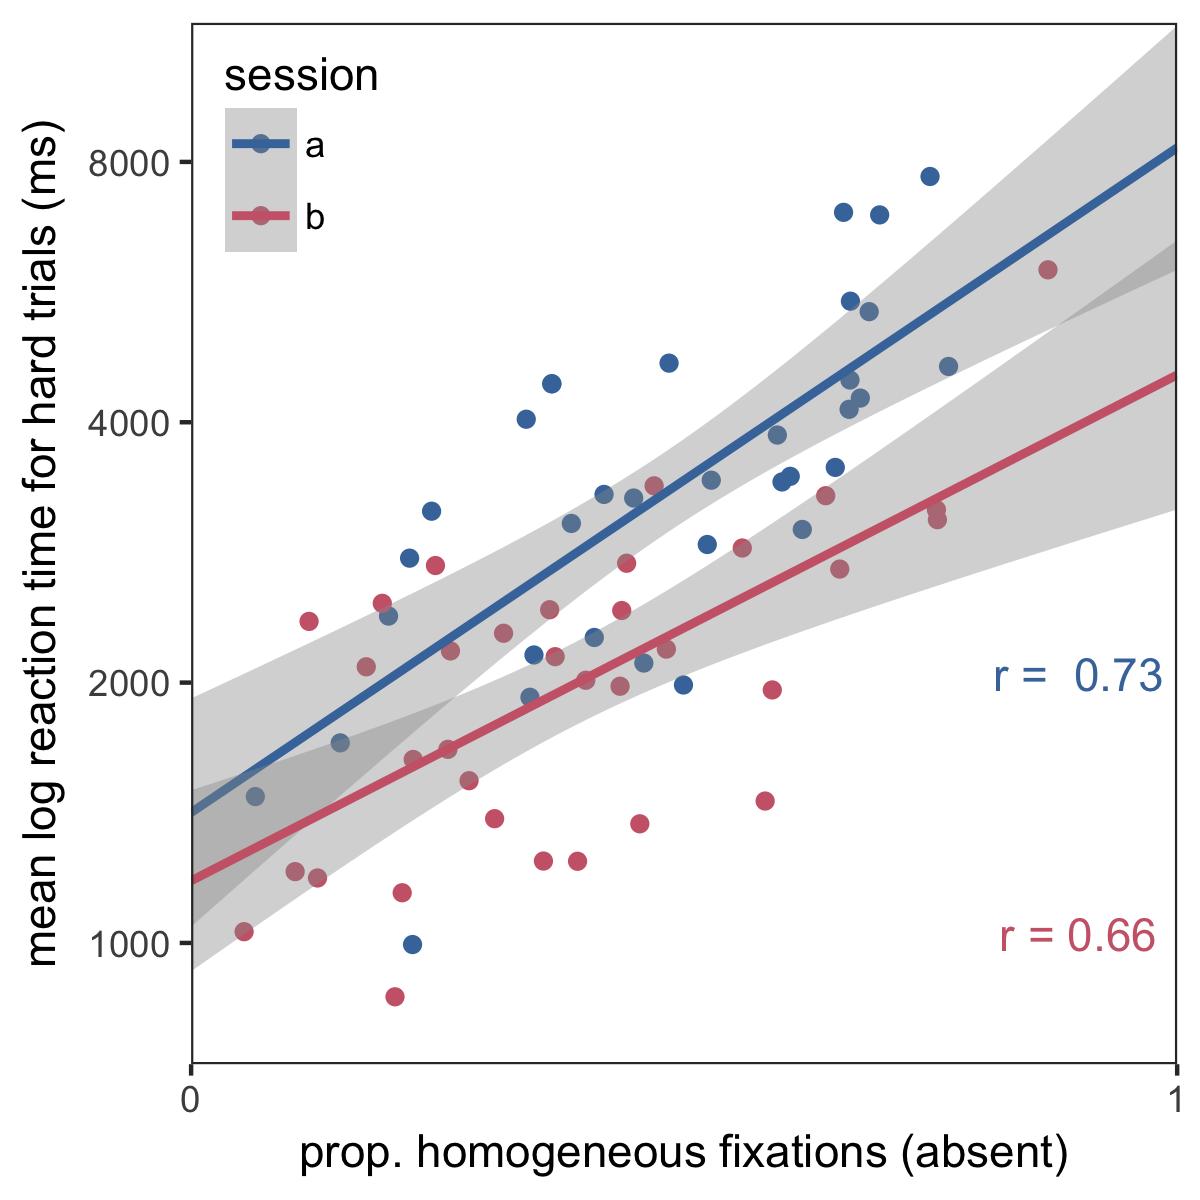 session
a
b
mean log reaction time for hard trials (ms)
8000
4000
2000
1000
r =  0.73
r = 0.66
0
1
prop. homogeneous fixations (absent)